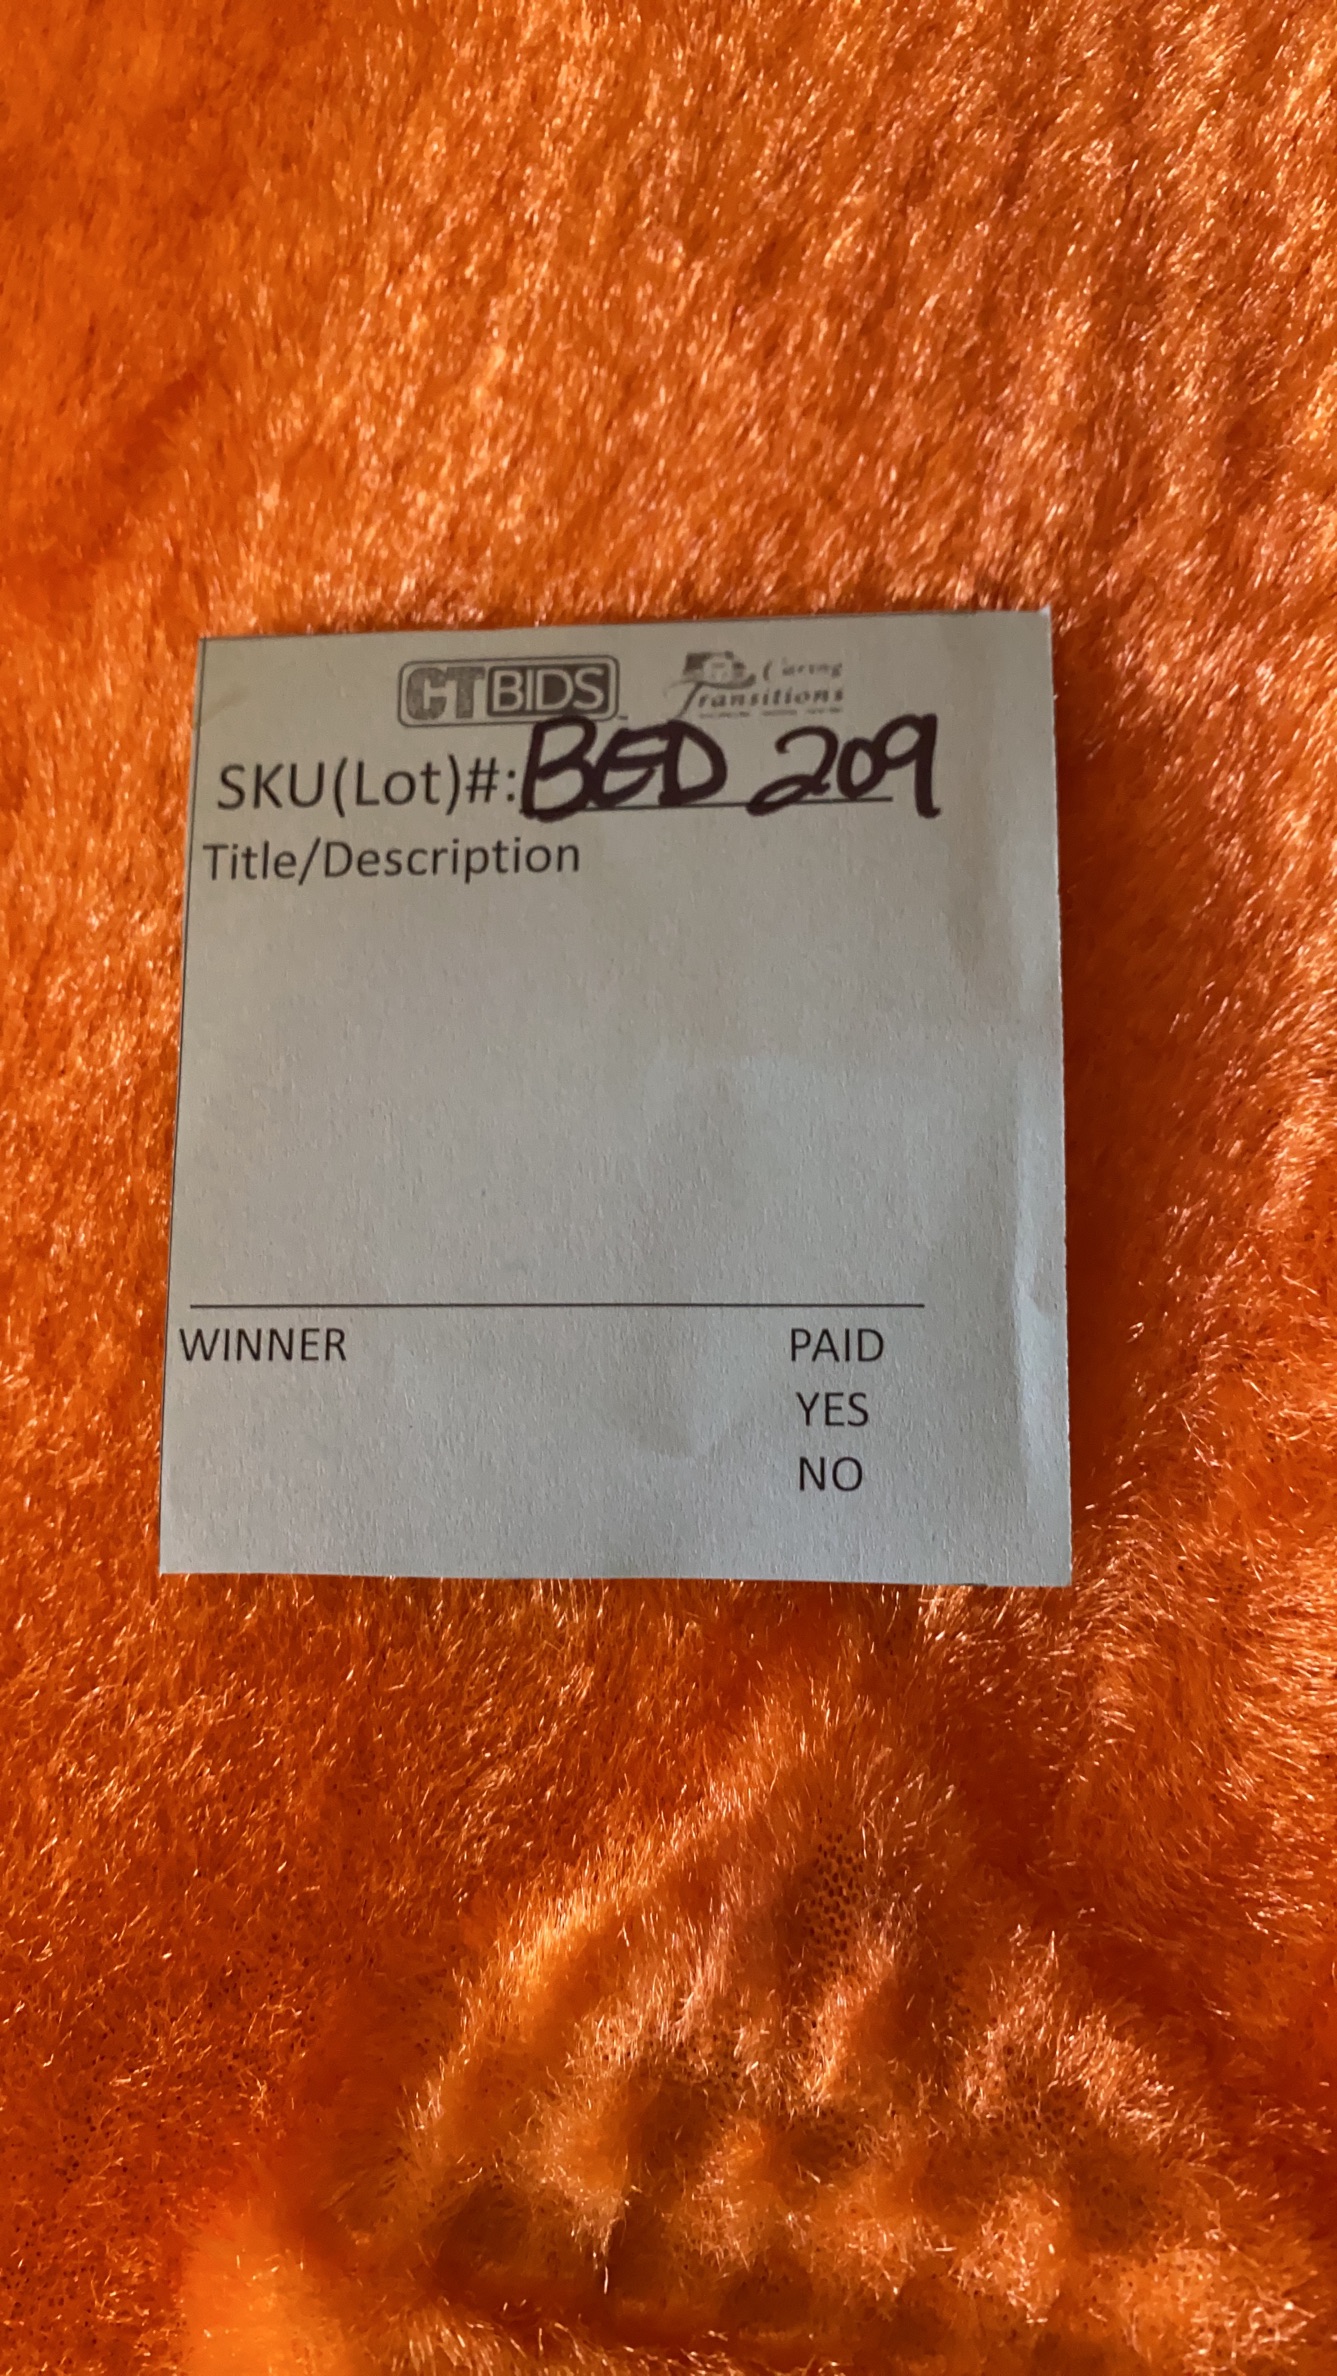 CTBIDS Caring
Transitions
SKU(Lot)#: BED 209
Title/Description
WINNER PAID
YES
NO